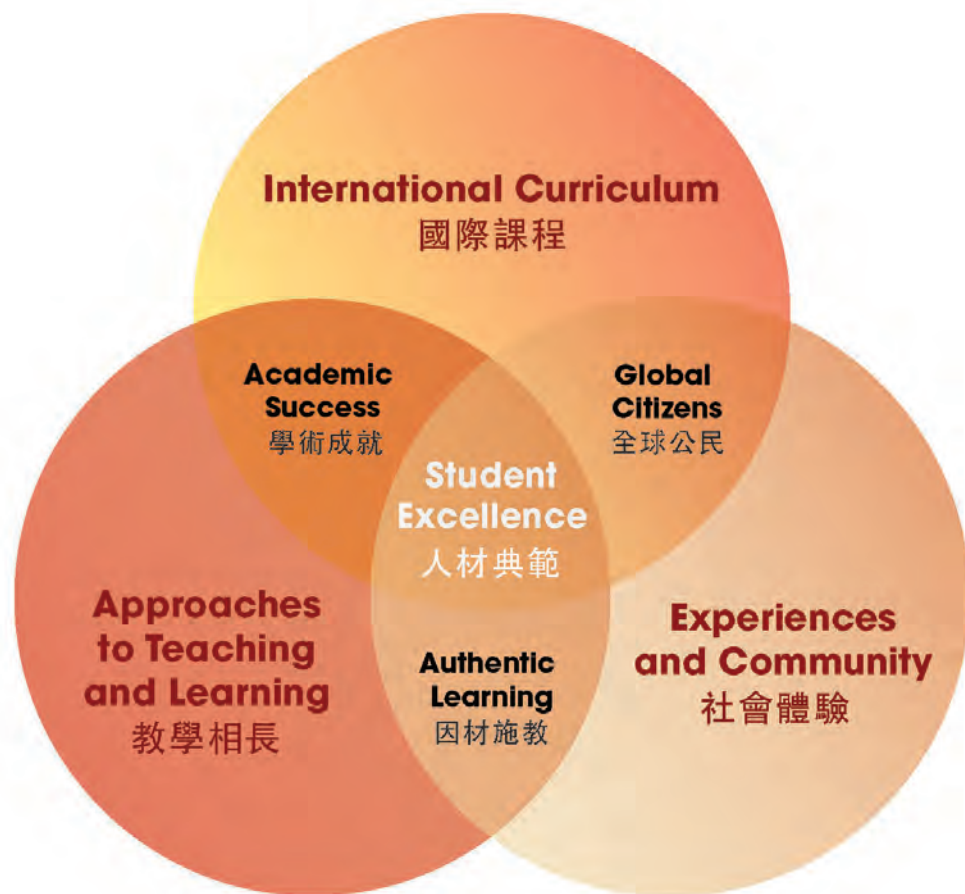 International Curriculum
國際課程
Academic
Success
學術成就
Global
Citizens
全球公民
Student
Excellence
人材典範
Approaches
to Teaching
and Learning
教學相長
Authentic
Learning
因材施教
Experiences
and Community
社會體驗